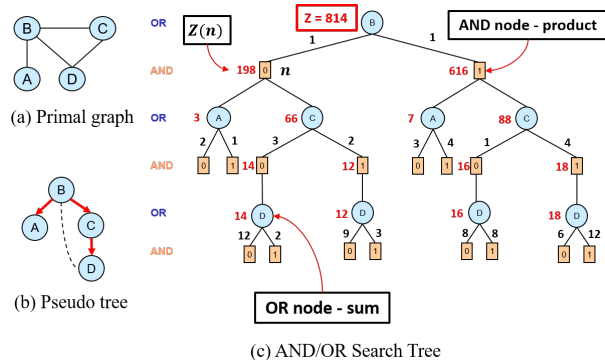 B
C
A
D
(a) Primal graph
B
A
C
D
(b) Pseudo tree
OR
Z = 814
B
AND node - product
Z(n)
1
1
AND
198
0
n
616
1
OR
3
A
66
C
7
A
88
C
2
1
3
2
3
4
1
4
AND
0
1
14
0
12
1
0
1
16
0
18
1
OR
14
D
12
D
16
D
18
D
12
2
9
3
8
8
6
12
AND
0
1
0
1
0
1
0
1
OR node - sum
(c) AND/OR Search Tree